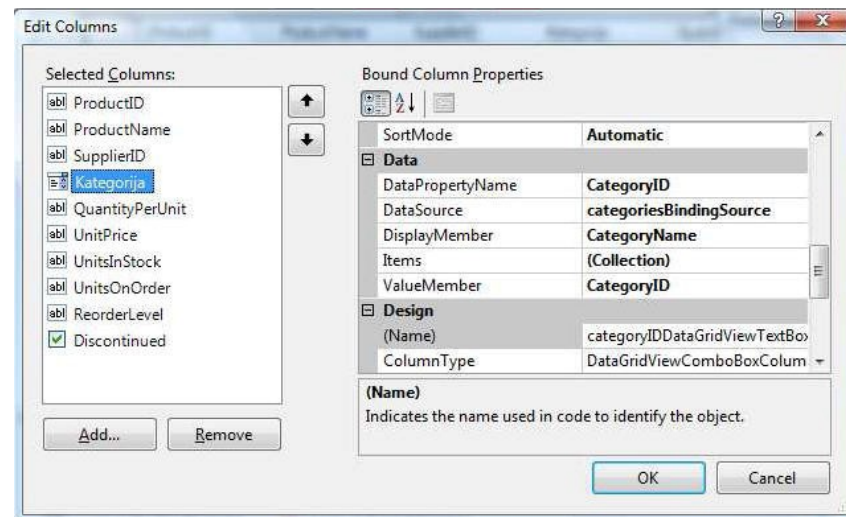 Edit Columns
Selected Columns:
ProductID
ProductName
SupplierID
Kategorija
QuantityPerUnit
UnitPrice
UnitsInStock
UnitsOnOrder
ReorderLevel
Discontinued
Add...
Remove
Bound Column Properties
SortMode Automatic
Data
DataPropertyName CategoryID
DataSource categoriesBindingSource
DisplayMember CategoryName
Items (Collection)
ValueMember CategoryID
Design
(Name) categoryIDDataGridViewTextBox
ColumnType DataGridViewComboBoxColum
(Name)
Indicates the name used in code to identify the object.
OK
Cancel